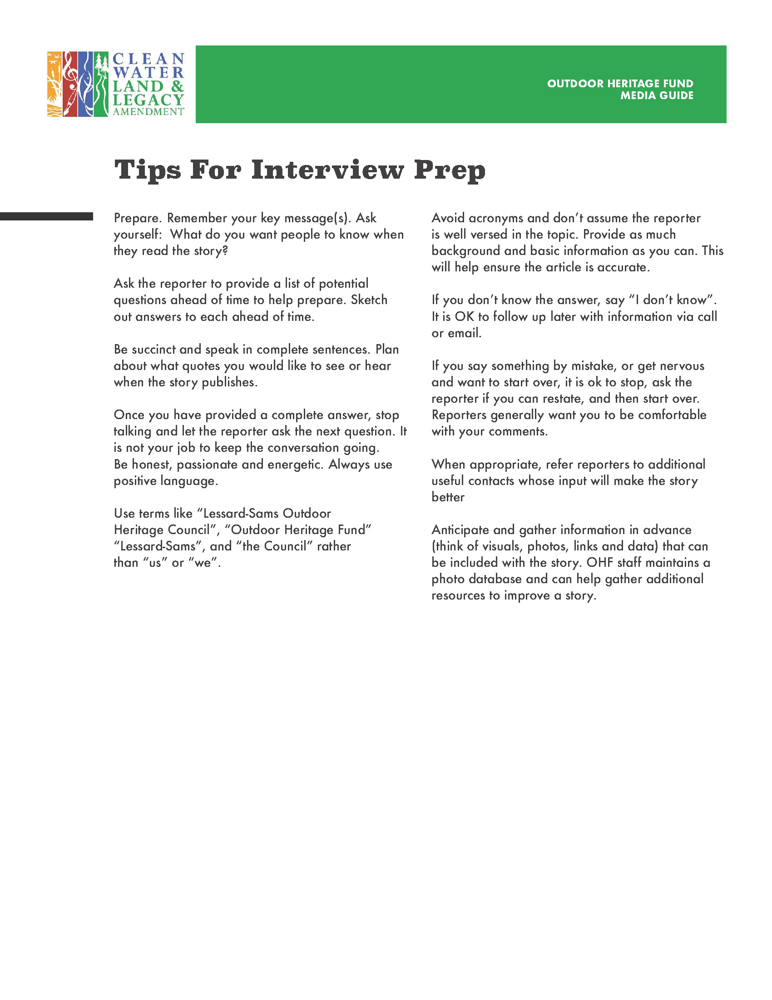 CLEAN
WATER
LAND &
LEGACY
AMENDMENT
OUTDOOR HERITAGE FUND
MEDIA GUIDE
Tips For Interview Prep
Prepare. Remember your key message(s). Ask
yourself:  What do you want people to know when
they read the story?
Ask the reporter to provide a list of potential
questions ahead of time to help prepare. Sketch
out answers to each ahead of time.
Be succinct and speak in complete sentences. Plan
about what quotes you would like to see or hear
when the story publishes.
Once you have provided a complete answer, stop
talking and let the reporter ask the next question. It
is not your job to keep the conversation going.
Be honest, passionate and energetic. Always use
positive language.
Use terms like “Lessard-Sams Outdoor
Heritage Council”, “Outdoor Heritage Fund”
“Lessard-Sams”, and “the Council” rather
than “us” or “we”.
Avoid acronyms and don’t assume the reporter
is well versed in the topic. Provide as much
background and basic information as you can. This
will help ensure the article is accurate.
If you don’t know the answer, say “I don’t know”.
It is OK to follow up later with information via call
or email.
If you say something by mistake, or get nervous
and want to start over, it is ok to stop, ask the
reporter if you can restate, and then start over.
Reporters generally want you to be comfortable
with your comments.
When appropriate, refer reporters to additional
useful contacts whose input will make the story
better
Anticipate and gather information in advance
(think of visuals, photos, links and data) that can
be included with the story. OHF staff maintains a
photo database and can help gather additional
resources to improve a story.